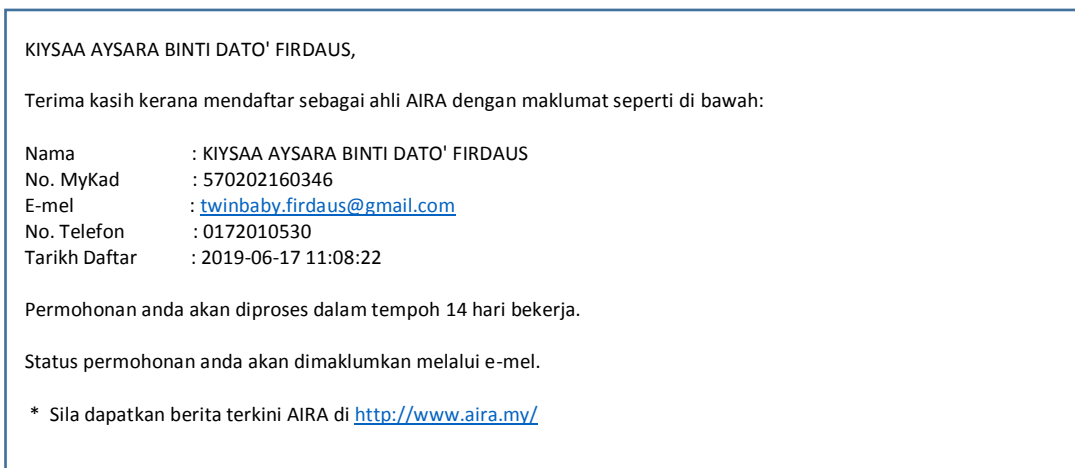 KIYSAA AYSARA BINTI DATO' FIRDAUS,
Terima kasih kerana mendaftar sebagai ahli AIRA dengan maklumat seperti di bawah:
Nama : KIYSAA AYSARA BINTI DATO' FIRDAUS
No. MyKad : 570202160346
E-mel : twinbaby.firdaus@gmail.com
No. Telefon : 0172010530
Tarikh Daftar : 2019-06-17 11:08:22
Permohonan anda akan diproses dalam tempoh 14 hari bekerja.
Status permohonan anda akan dimaklumkan melalui e-mel.
* Sila dapatkan berita terkini AIRA di http://www.aira.my/